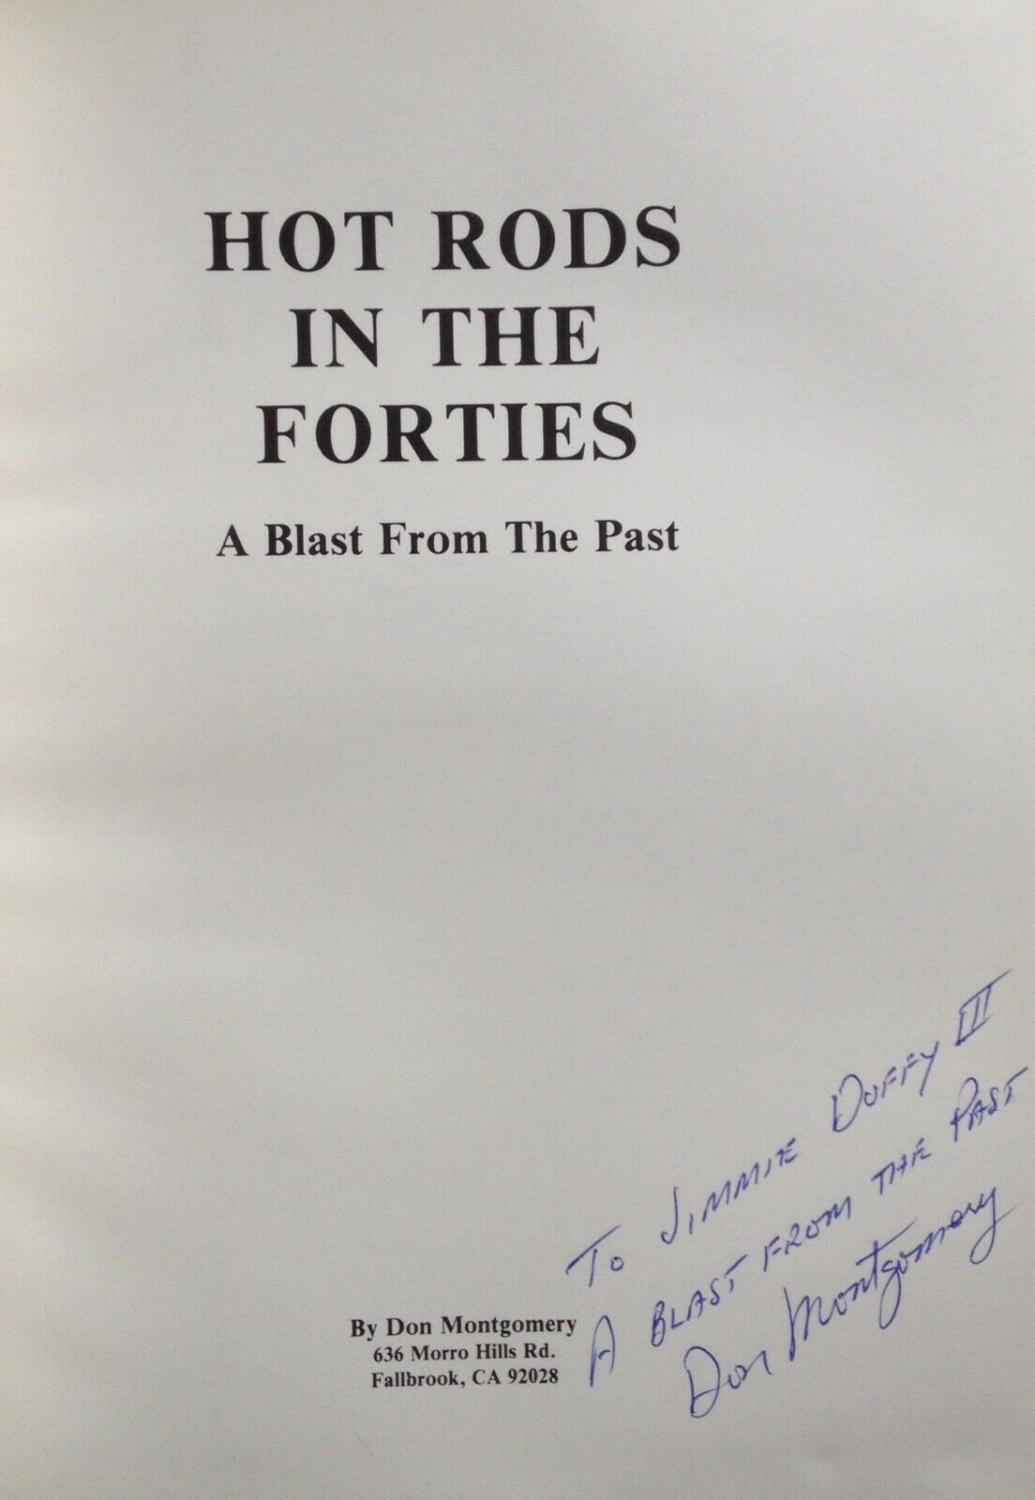 HOT RODS
IN THE
FORTIES
A Blast From The Past
By Don Montgomery
636 Morro Hills Rd.
Fallbrook, CA 92028
To JIMMIE DUFFY III
A BLAST FROM THE PAST
Don Montgomery